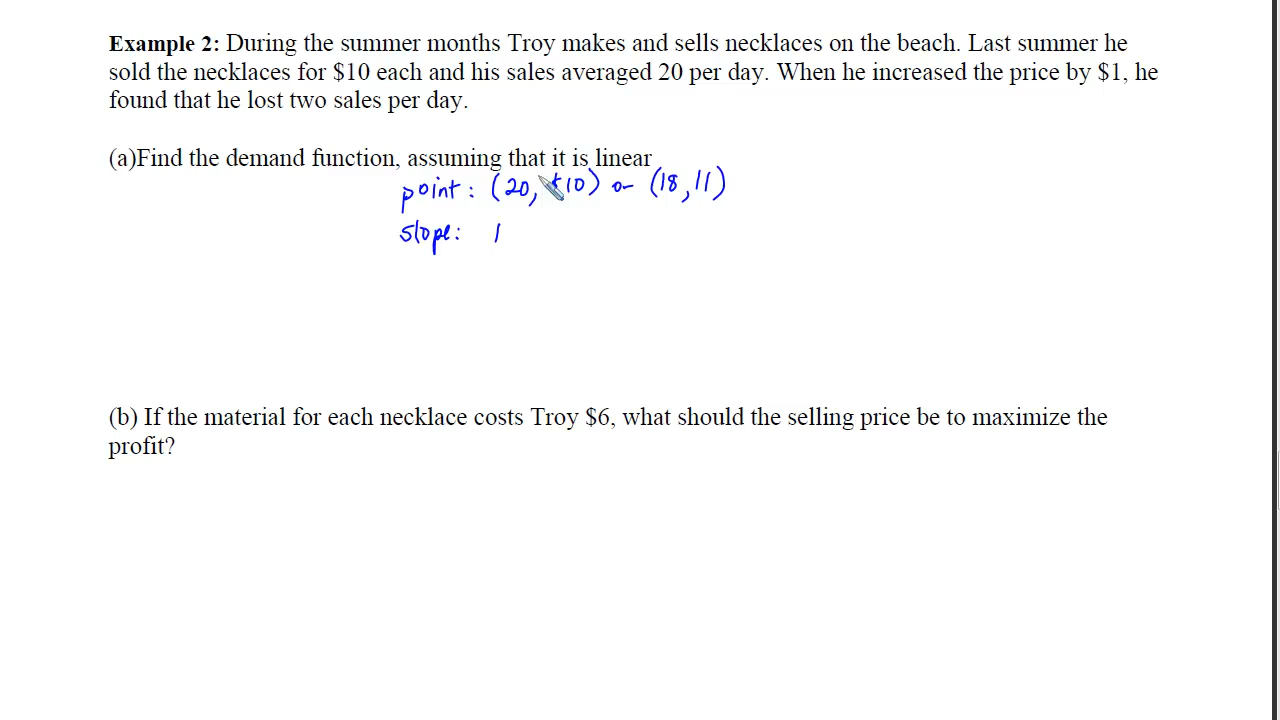 Example 2: During the summer months Troy makes and sells necklaces on the beach. Last summer he
sold the necklaces for $10 each and his sales averaged 20 per day. When he increased the price by $1, he
found that he lost two sales per day.
(a)Find the demand function, assuming that it is linear
point: (20, $10) or (18, 11)
slope: 1
(b) If the material for each necklace costs Troy $6, what should the selling price be to maximize the
profit?